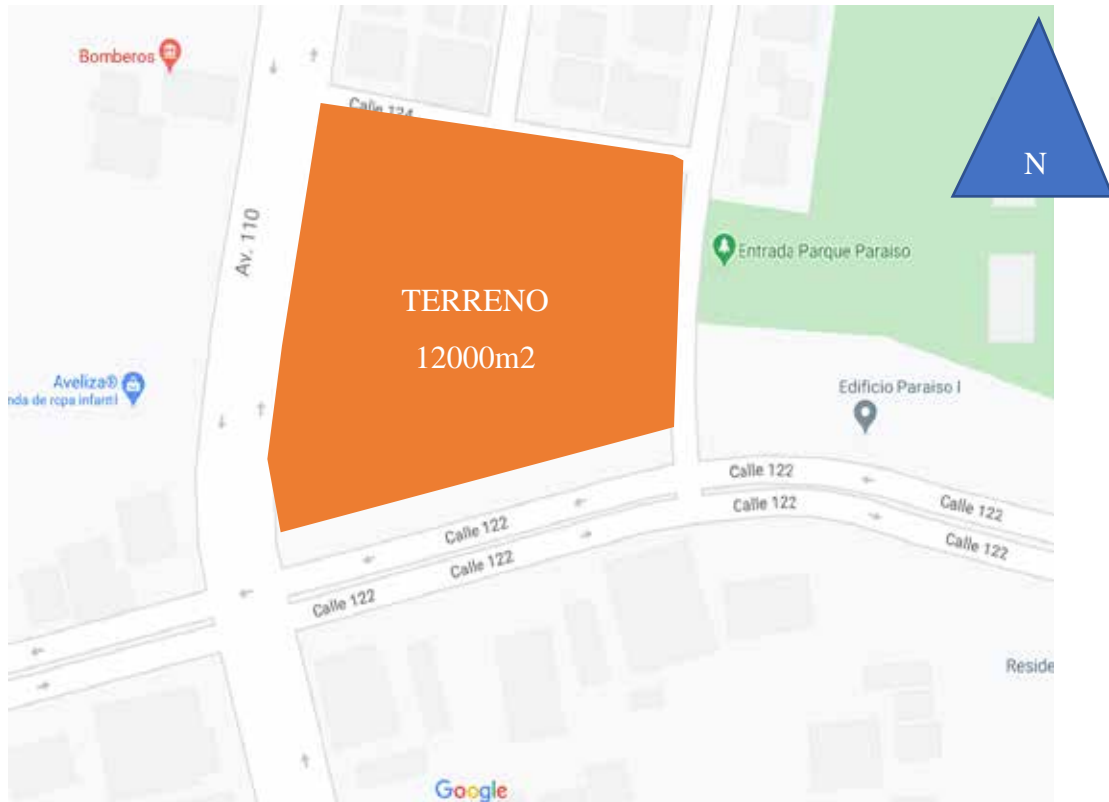 Bomberos
Calle 124
N
Av. 110
Entrada Parque Paraiso
TERRENO
12000m2
Aveliza®
nda de ropa infantil
Edificio Paraiso I
Calle 122
Calle 122
Calle 122
Calle 122
Calle 122
Calle 122
Calle 122
Reside
Google